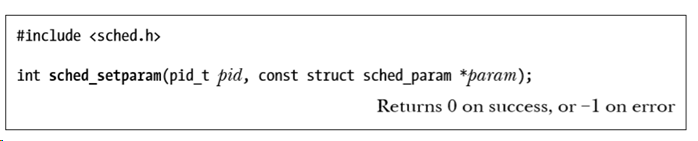 #include <sched.h>
int sched_setparam(pid_t pid, const struct sched_param *param);
Returns 0 on success, or –1 on error